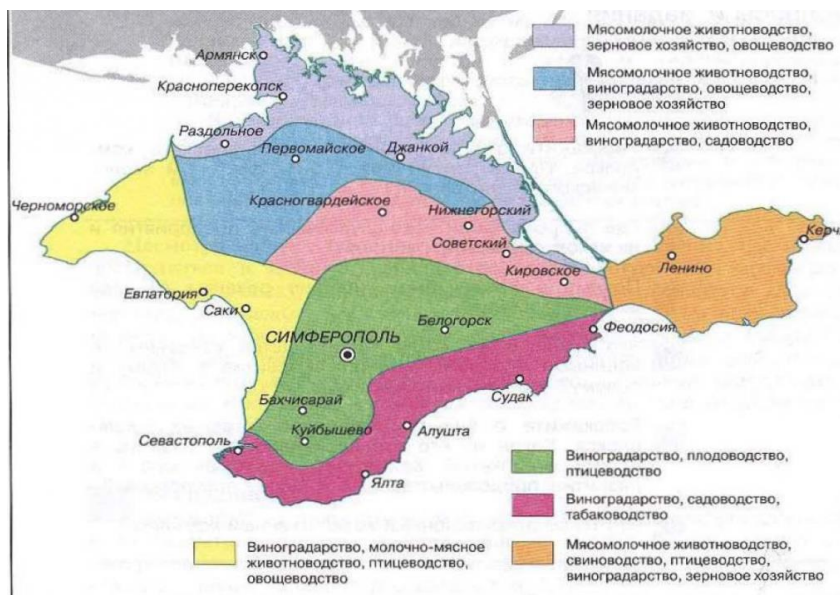 Армянск
Красноперекопск
Раздольное
Первомайское
Джанкой
Черноморское
Красногвардейское
Нижнегорский
Советский
Кировское
Ленино
Керчь
Евпатория
Саки
СИМФЕРОПОЛЬ
Белогорск
Феодосия
Бахчисарай
Куйбышево
Судак
Алушта
Севастополь
Ялта
Мясомолочное животноводство,
зерновое хозяйство, овощеводство
Мясомолочное животноводство,
виноградарство, овощеводство,
зерновое хозяйство
Мясомолочное животноводство,
виноградарство, садоводство
Виноградарство, плодоводство,
птицеводство
Виноградарство, садоводство,
табаководство
Виноградарство, молочно-мясное
животноводство, птицеводство,
овощеводство
Мясомолочное животноводство,
свиноводство, птицеводство,
виноградарство, зерновое хозяйство